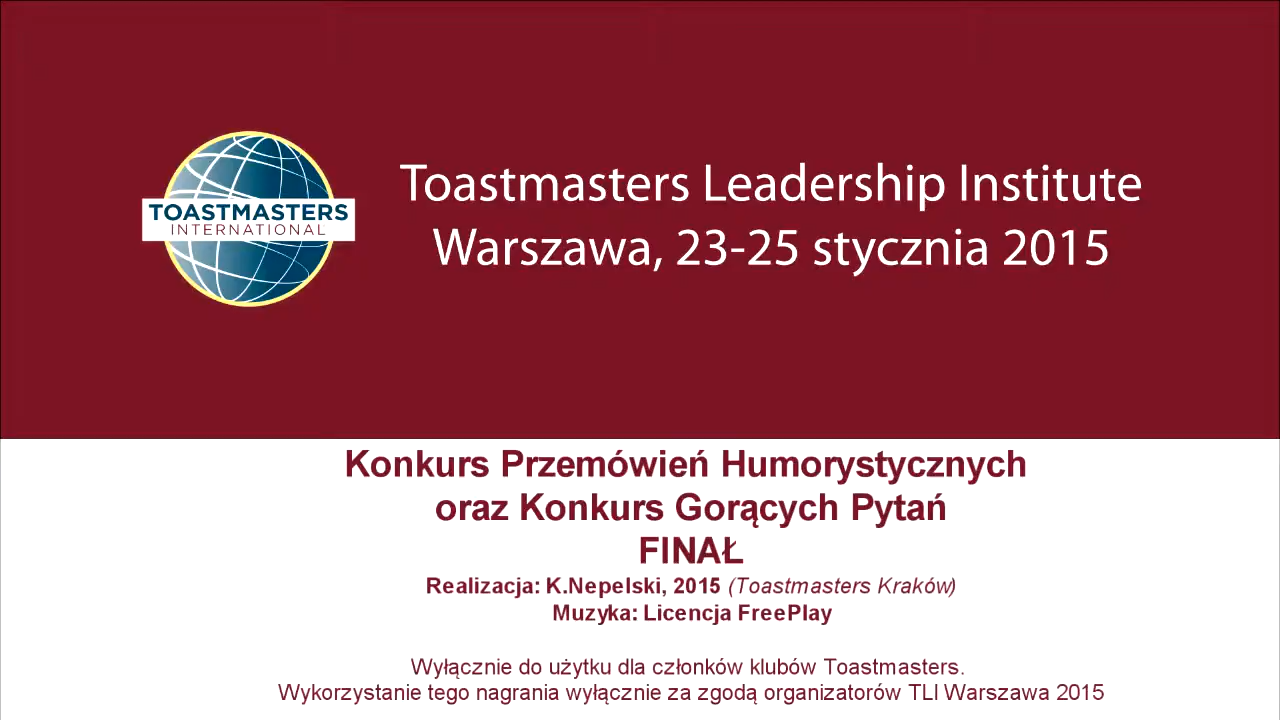 TOASTMASTERS
INTERNATIONAL
Toastmasters Leadership Institute
Warszawa, 23-25 stycznia 2015
Konkurs Przemówień Humorystycznych
oraz Konkurs Gorących Pytań
FINAŁ
Realizacja: K.Nepelski, 2015 (Toastmasters Kraków)
Muzyka: Licencja FreePlay
Wyłącznie do użytku dla członków klubów Toastmasters.
Wykorzystanie tego nagrania wyłącznie za zgodą organizatorów TLI Warszawa 2015